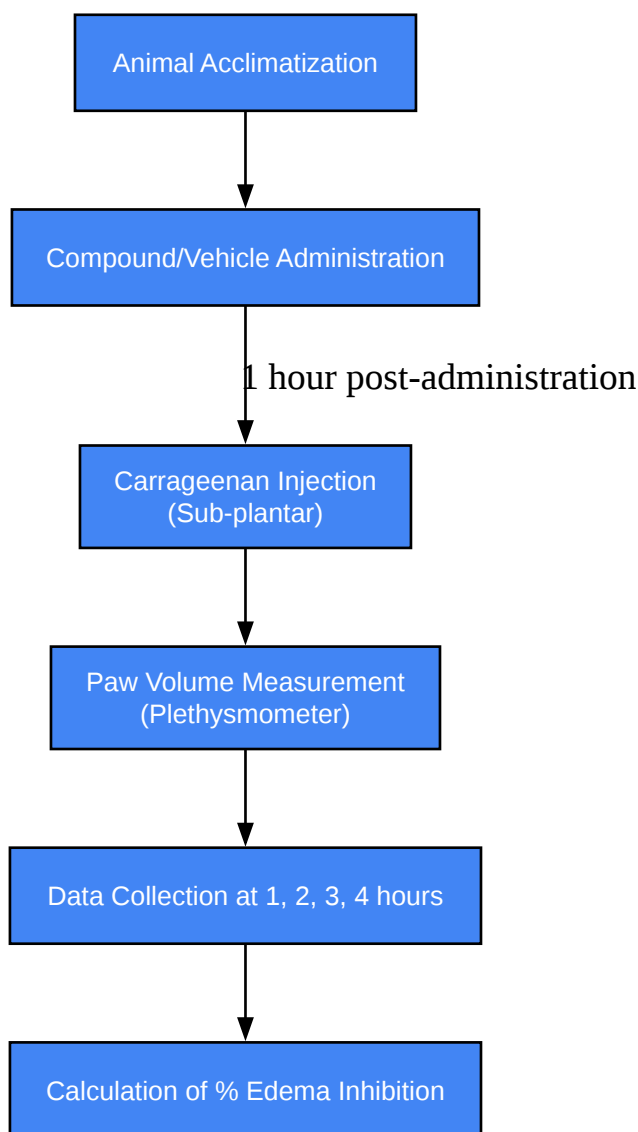 Animal Acclimatization
Compound/Vehicle Administration
1 hour post-administration
Carrageenan Injection
(Sub-plantar)
Paw Volume Measurement
(Plethysmometer)
Data Collection at 1, 2, 3, 4 hours
Calculation of % Edema Inhibition